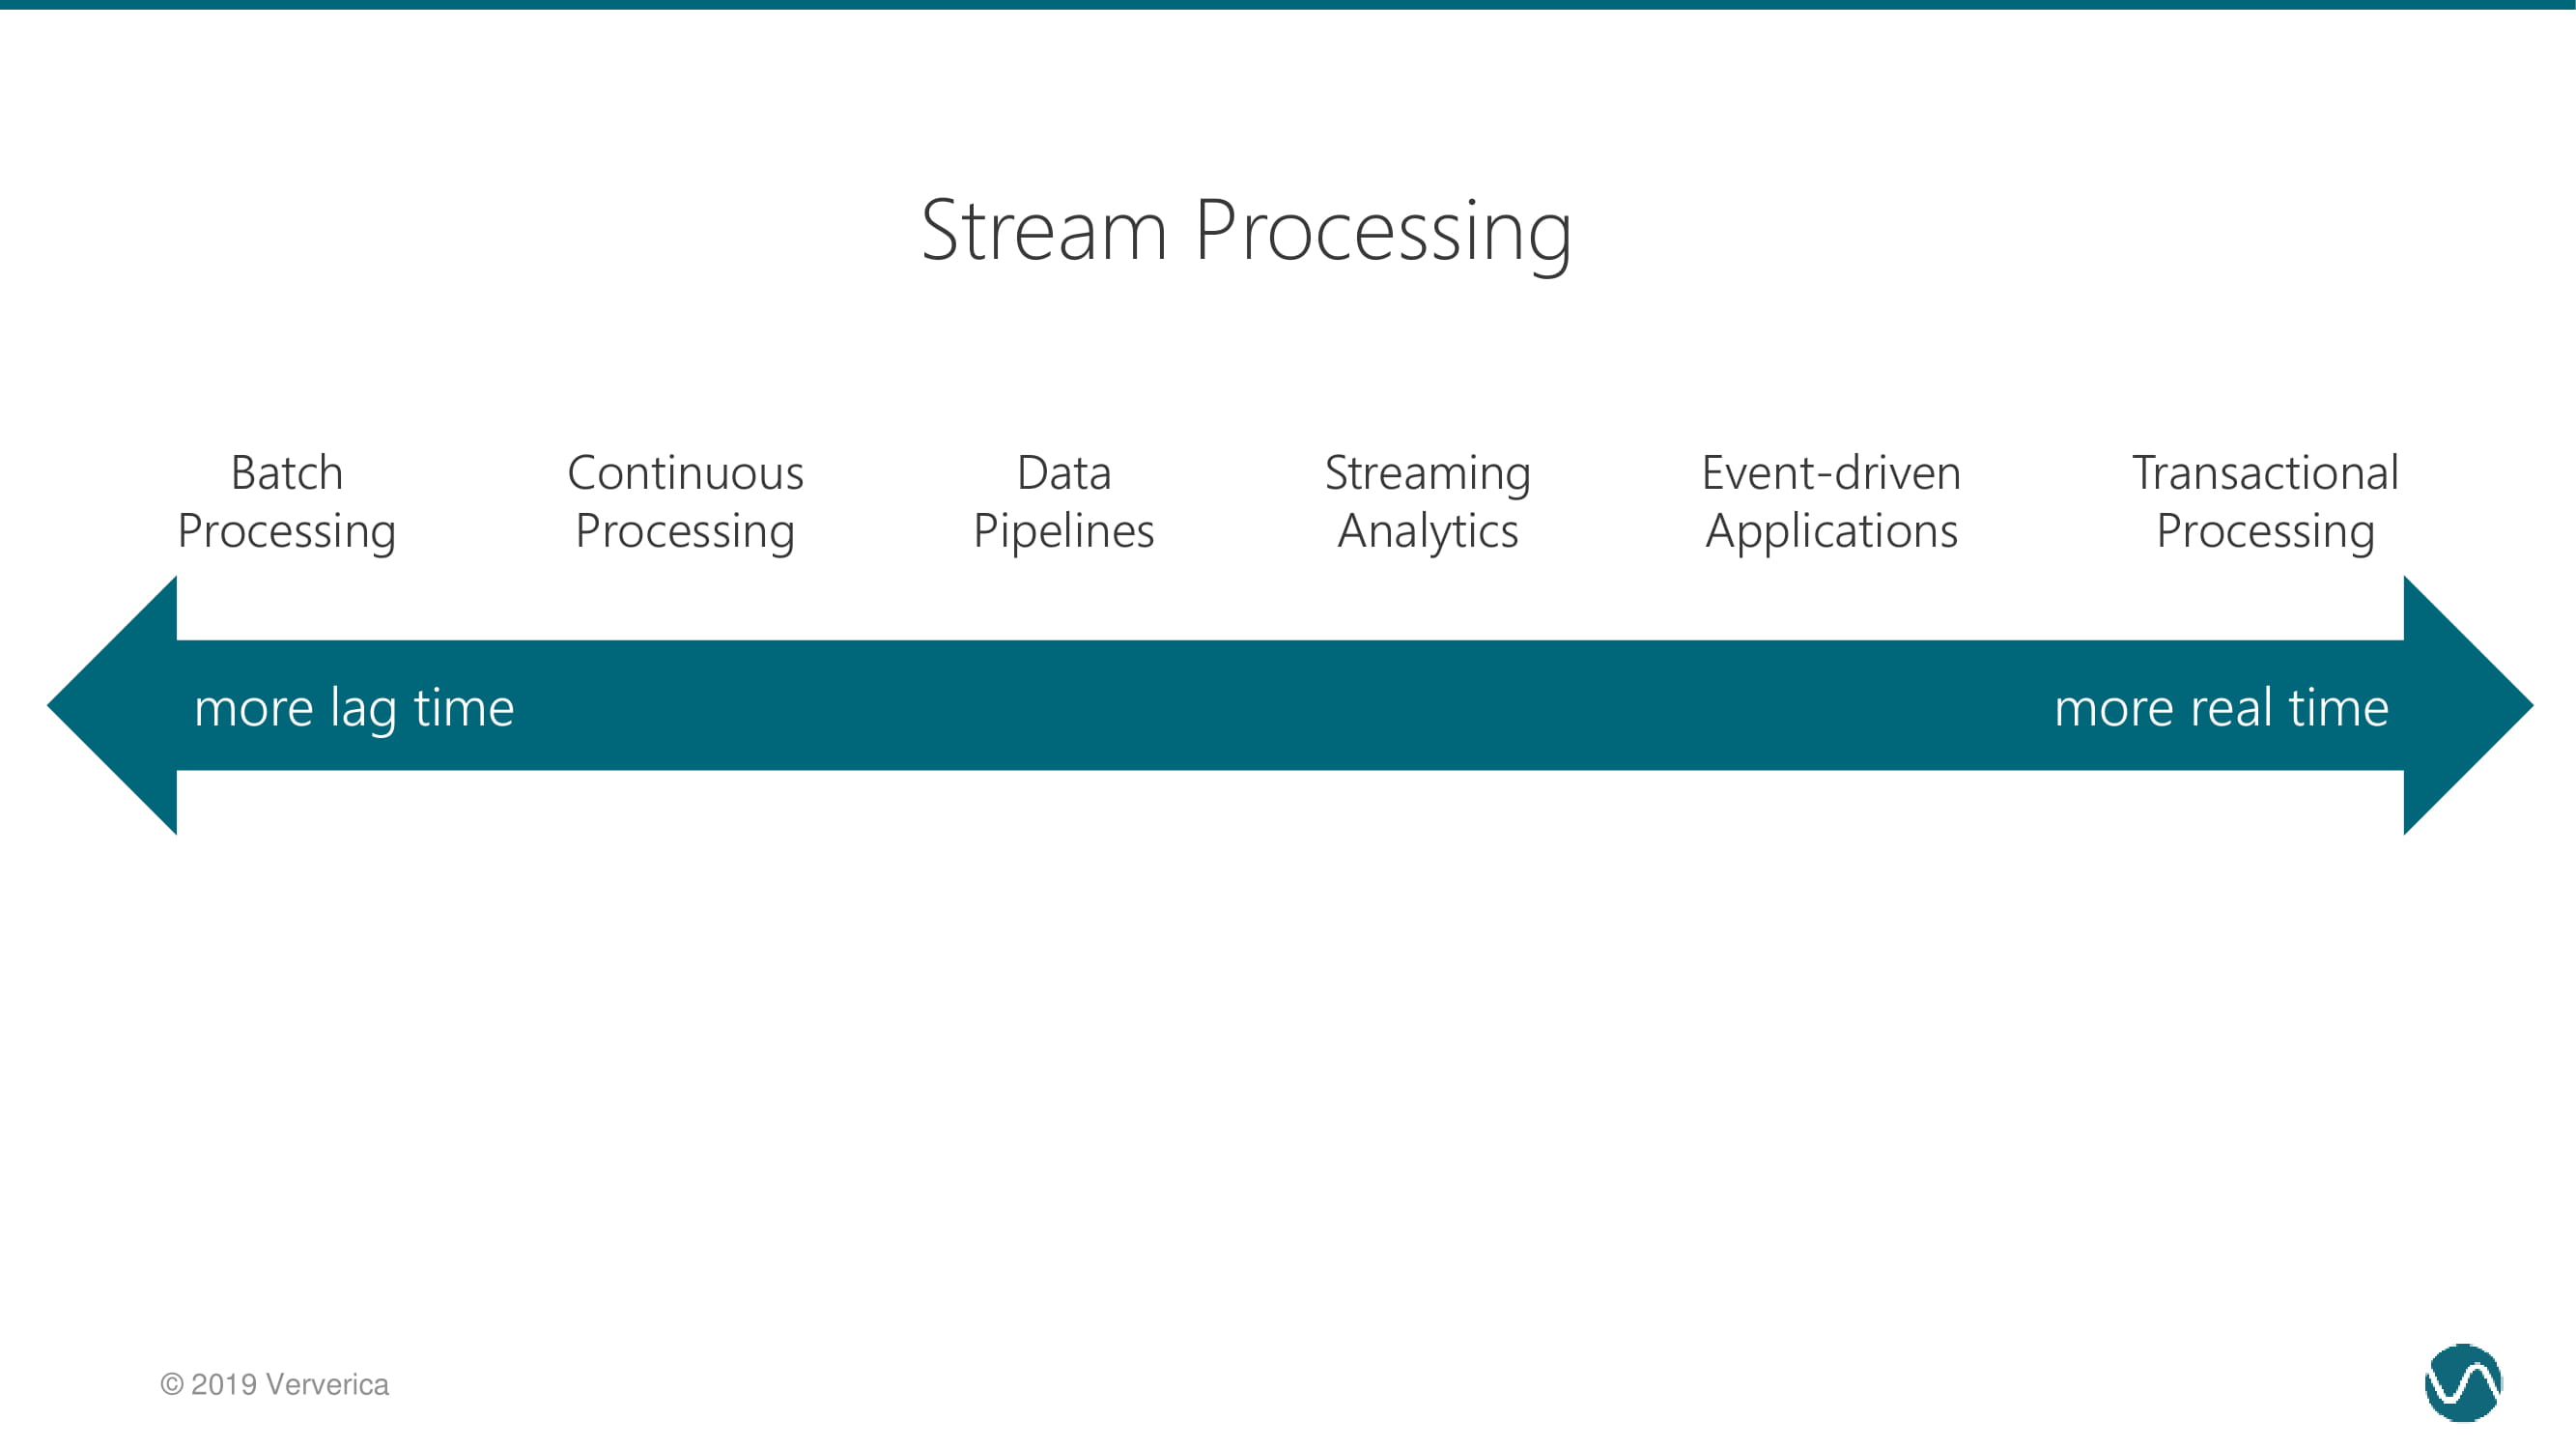 Stream Processing
Batch
Processing
Continuous
Processing
Data
Pipelines
Streaming
Analytics
Event-driven
Applications
Transactional
Processing
more lag time
more real time
© 2019 Ververica